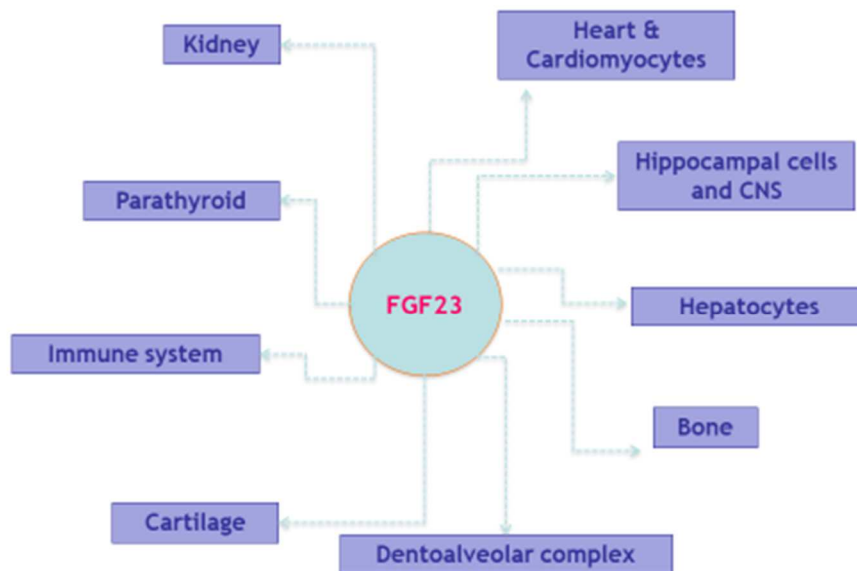 Kidney
Heart &
Cardiomyocytes
Hippocampal cells
and CNS
Parathyroid
FGF23
Hepatocytes
Immune system
Bone
Cartilage
Dentoalveolar complex